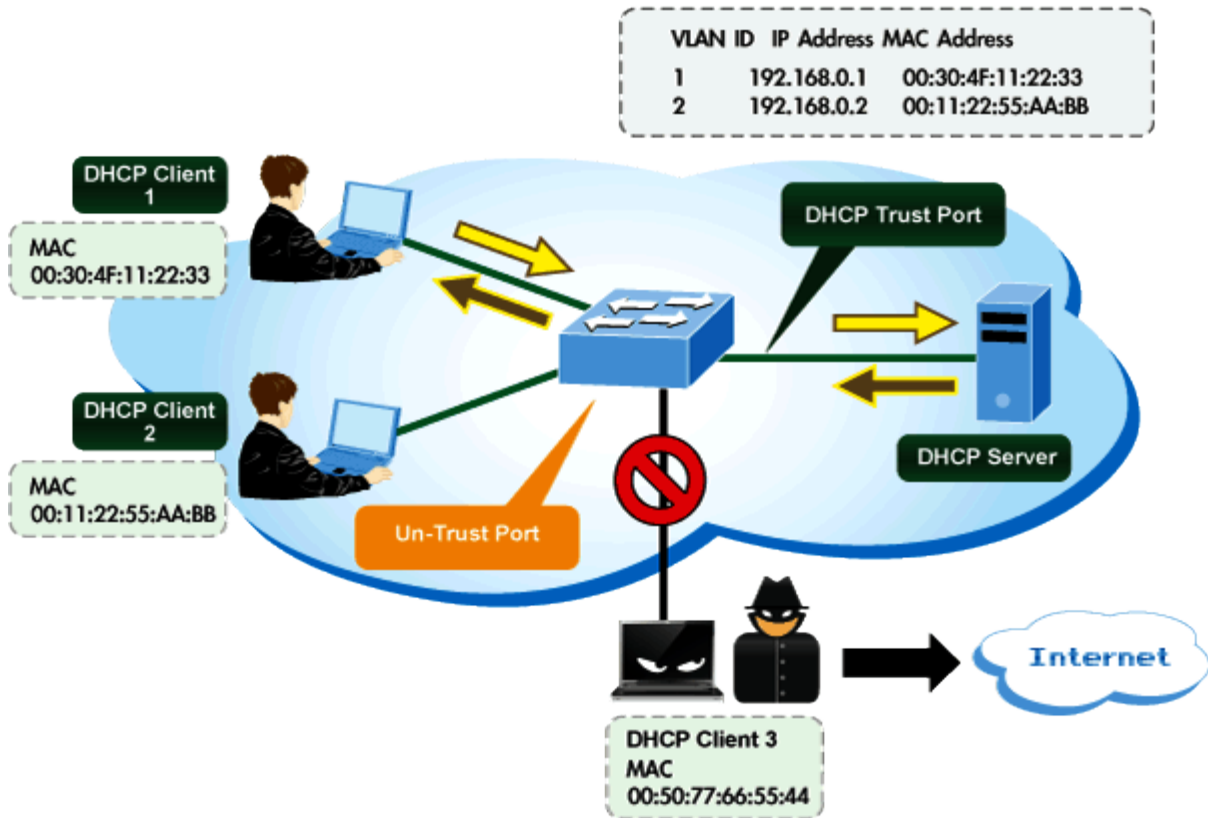 VLAN ID IP Address MAC Address
1 192.168.0.1 00:30:4F:11:22:33
2 192.168.0.2 00:11:22:55:AA:BB
DHCP Client
1
MAC
00:30:4F:11:22:33
DHCP Trust Port
DHCP Client
2
MAC
00:11:22:55:AA:BB
DHCP Server
Un-Trust Port
Internet
DHCP Client 3
MAC
00:50:77:66:55:44